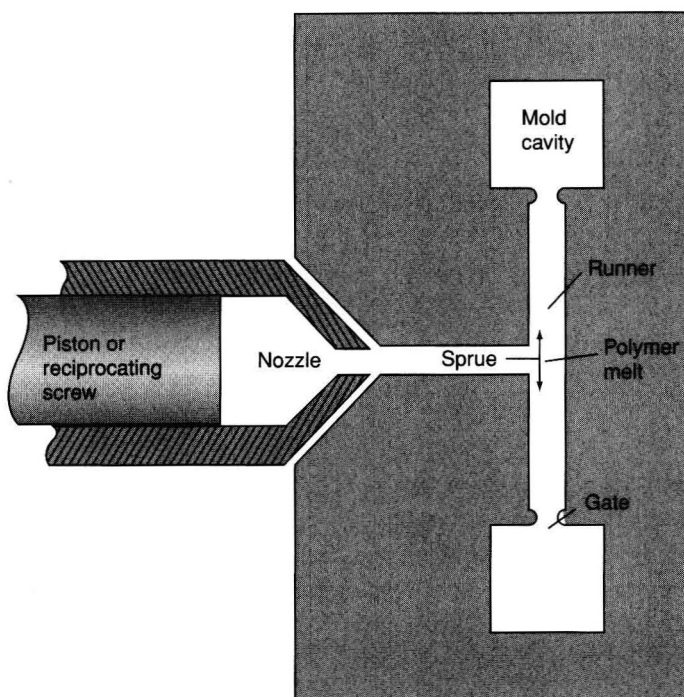 Mold
cavity
Runner
Piston or
reciprocating
screw
Nozzle
Sprue
Polymer
melt
Gate